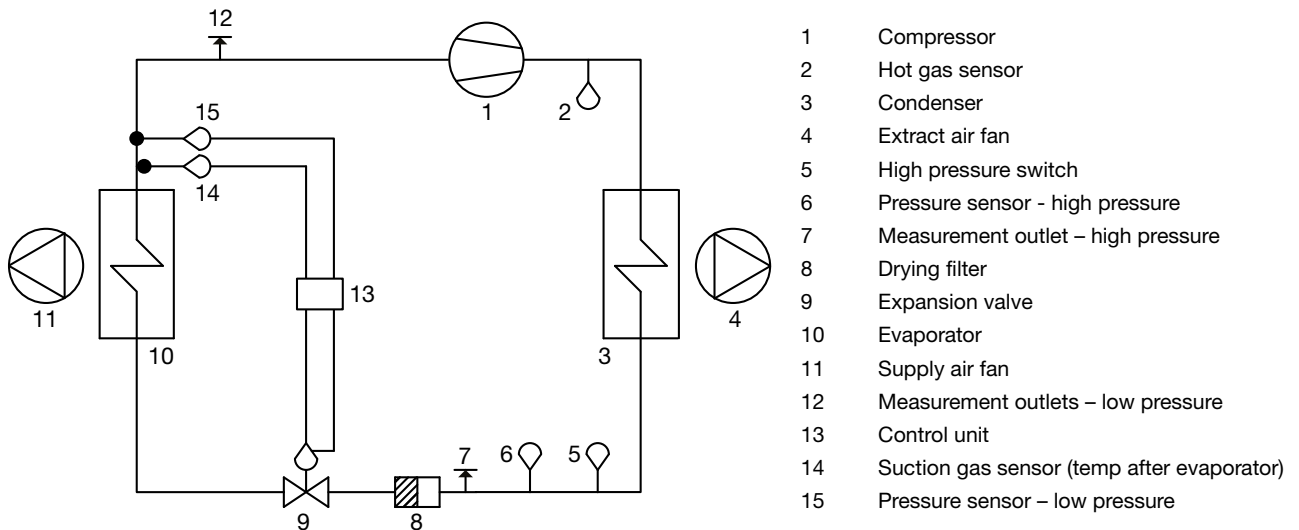 12
15
14
1
2
11
10
13
3
4
9
8
7
6
5
1 Compressor
2 Hot gas sensor
3 Condenser
4 Extract air fan
5 High pressure switch
6 Pressure sensor - high pressure
7 Measurement outlet – high pressure
8 Drying filter
9 Expansion valve
10 Evaporator
11 Supply air fan
12 Measurement outlets – low pressure
13 Control unit
14 Suction gas sensor (temp after evaporator)
15 Pressure sensor – low pressure